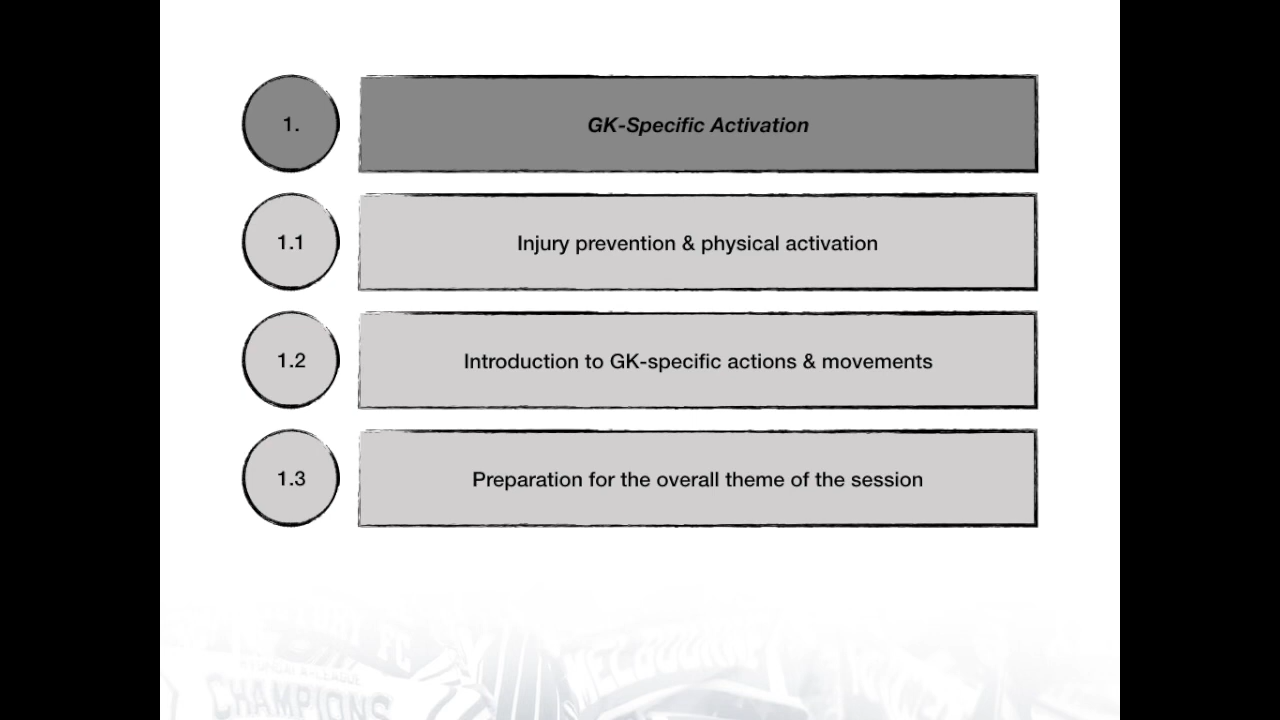 1.
GK-Specific Activation
1.1
Injury prevention & physical activation
1.2
Introduction to GK-specific actions & movements
1.3
Preparation for the overall theme of the session
MELBOURNE
CHAMPIONS